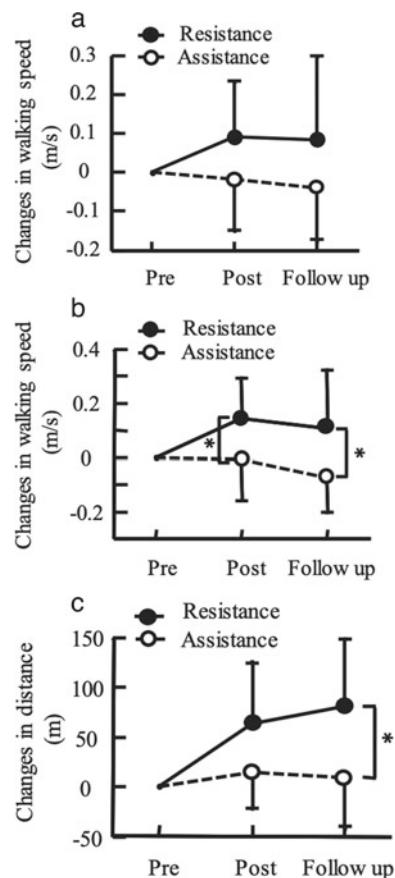 a
Resistance
Assistance
Changes in walking speed
(m/s)
0.3
0.2
0.1
0
-0.1
-0.2
Pre Post Follow up
b
Resistance
Assistance
Changes in walking speed
(m/s)
0.4
0.2
0
-0.2
* *
Pre Post Follow up
c
Resistance
Assistance
Changes in distance
(m)
150
100
50
0
-50
*
Pre Post Follow up